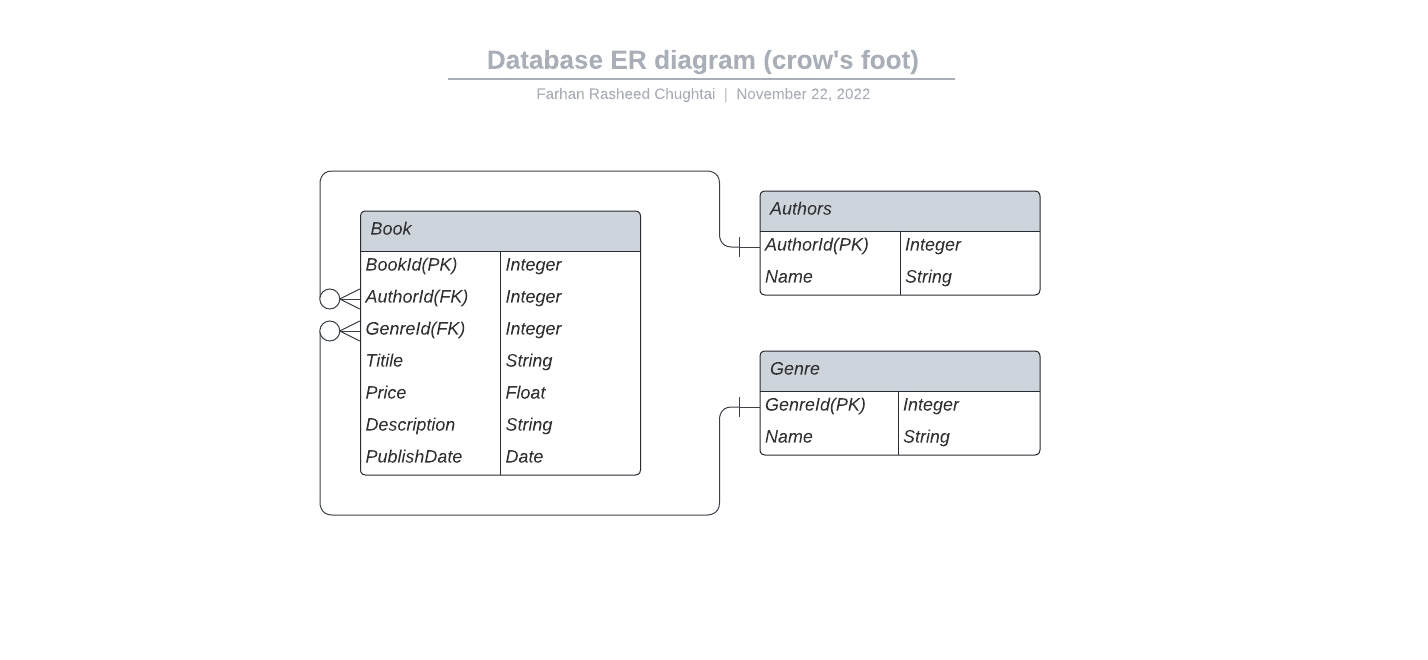 Database ER diagram (crow's foot)
Farhan Rasheed Chughtai | November 22, 2022
Book
BookId(PK) Integer
AuthorId(FK) Integer
GenreId(FK) Integer
Titile String
Price Float
Description String
PublishDate Date
Authors
AuthorId(PK) Integer
Name String
Genre
GenreId(PK) Integer
Name String